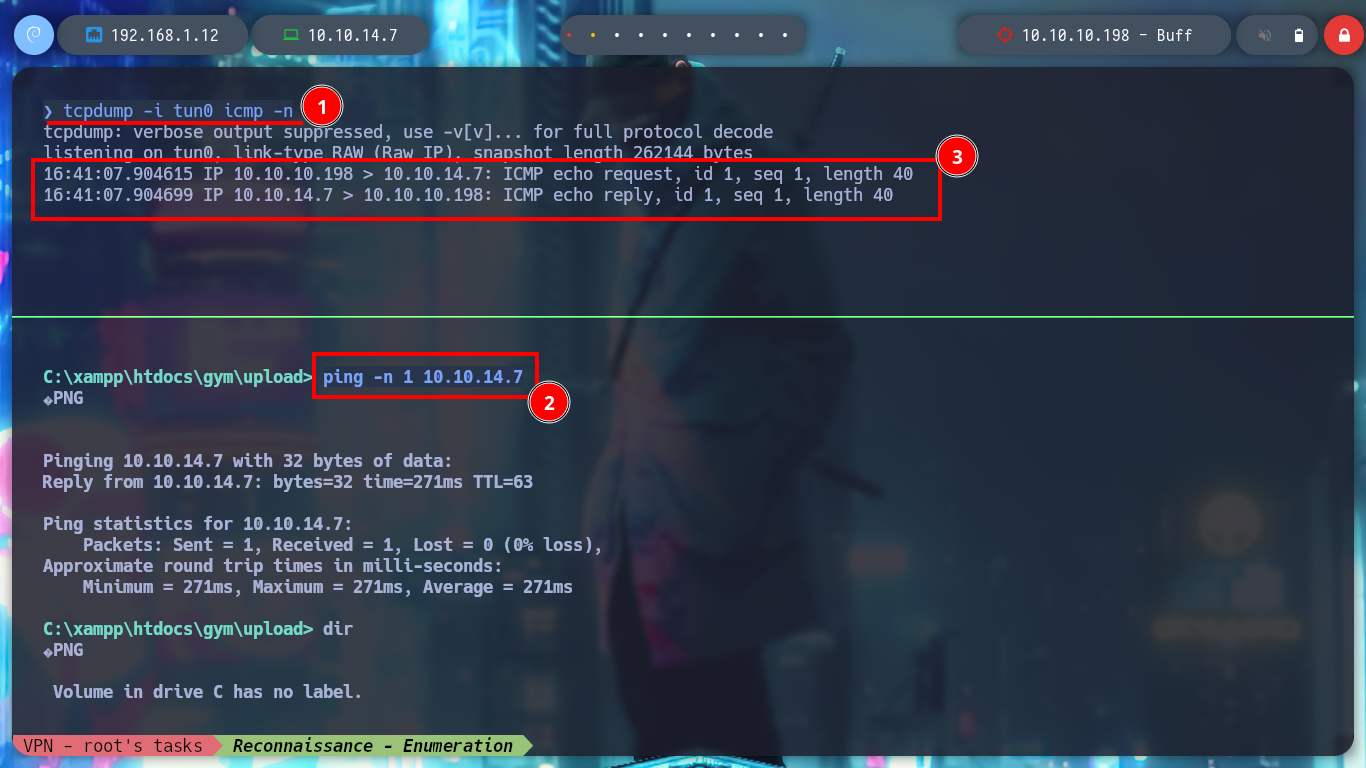 192.168.1.12
10.10.14.7
10.10.10.198 - Buff
❯ tcpdump -i tun0 icmp -n
1
tcpdump: verbose output suppressed, use -v[v]... for full protocol decode
listening on tun0, link-type RAW (Raw IP), snapshot length 262144 bytes
3
16:41:07.904615 IP 10.10.10.198 > 10.10.14.7: ICMP echo request, id 1, seq 1, length 40
16:41:07.904699 IP 10.10.14.7 > 10.10.10.198: ICMP echo reply, id 1, seq 1, length 40
C:\xampp\htdocs\gym\upload> ping -n 1 10.10.14.7
2
�PNG
Pinging 10.10.14.7 with 32 bytes of data:
Reply from 10.10.14.7: bytes=32 time=271ms TTL=63
Ping statistics for 10.10.14.7:
    Packets: Sent = 1, Received = 1, Lost = 0 (0% loss),
Approximate round trip times in milli-seconds:
    Minimum = 271ms, Maximum = 271ms, Average = 271ms
C:\xampp\htdocs\gym\upload> dir
�PNG
 Volume in drive C has no label.
VPN - root's tasks
Reconnaissance - Enumeration